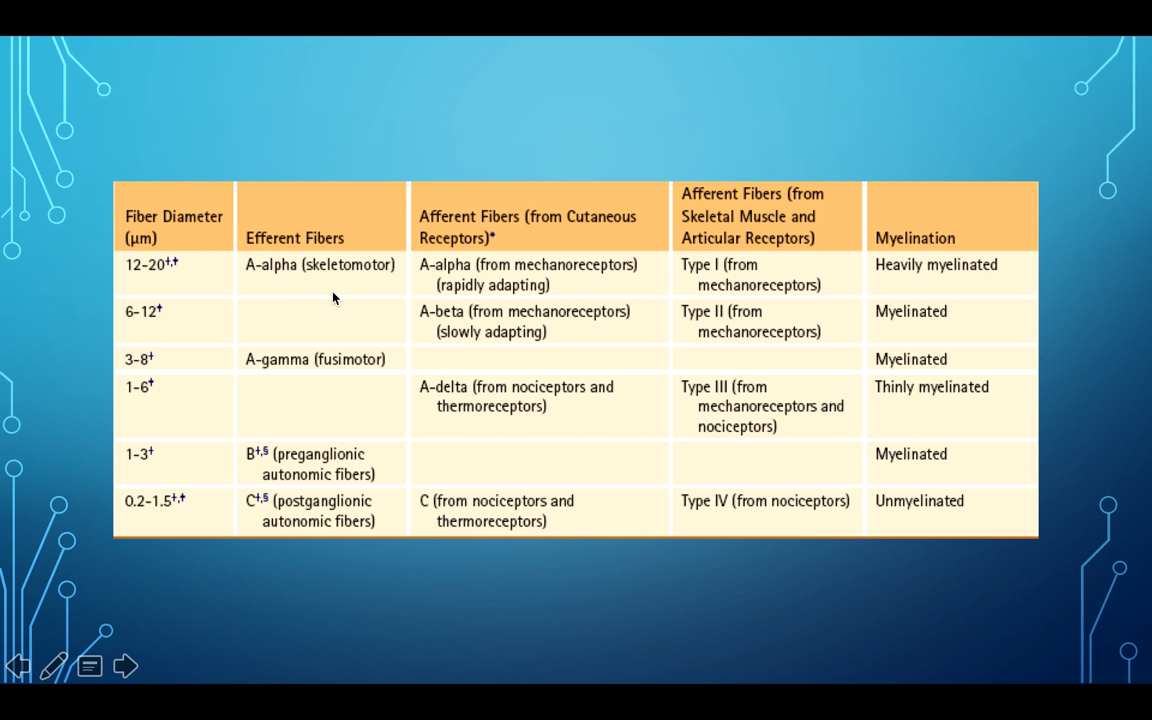 Fiber Diameter (µm)
Efferent Fibers
Afferent Fibers (from Cutaneous
Receptors)*
Afferent Fibers (from
Skeletal Muscle and
Articular Receptors)
Myelination
12-20†,‡
A-alpha (skeletomotor)
A-alpha (from mechanoreceptors)
(rapidly adapting)
Type I (from
mechanoreceptors)
Heavily myelinated
6-12†
A-beta (from mechanoreceptors)
(slowly adapting)
Type II (from
mechanoreceptors)
Myelinated
3-8†
A-gamma (fusimotor)
Myelinated
1-6†
A-delta (from nociceptors and
thermoreceptors)
Type III (from
mechanoreceptors and
nociceptors)
Thinly myelinated
1-3†
B†,§ (preganglionic
autonomic fibers)
Myelinated
0.2-1.5†,‡
C†,§ (postganglionic
autonomic fibers)
C (from nociceptors and
thermoreceptors)
Type IV (from nociceptors)
Unmyelinated